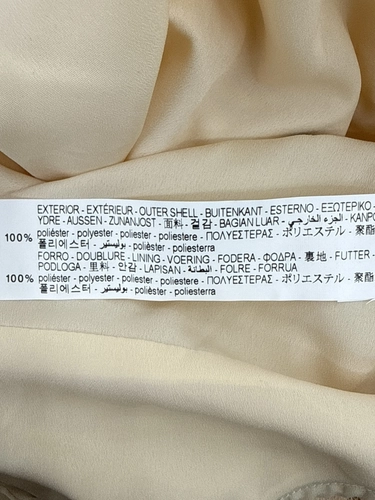 EXTERIOR - EXTÉRIEUR - OUTER SHELL - BUITENKANT - ESTERNO - ΕΞΩΤΕΡΙΚΟ -
YDRE - AUSSEN - ZUNANJOST - 面料 - 겉감 - BAGIAN LUAR - الجزء الخارجي - KANPO
100% poliéster - polyester - poliester - poliestere - ΠΟΛΥΕΣΤΕΡΑΣ - ポリエステル - 聚酯
폴리에스터 - بوليستير - polièster - poliesterra
FORRO - DOUBLURE - LINING - VOERING - FODERA - ΦΟΔΡΑ - 裏地 - FUTTER -
PODLOGA - 里料 - 안감 - LAPISAN - البطانة - FOLRE - FORRUA
100% poliéster - polyester - poliester - poliestere - ΠΟΛΥΕΣΤΕΡΑΣ - ポリエステル - 聚酯
폴리에스터 - بوليستير - polièster - poliesterra